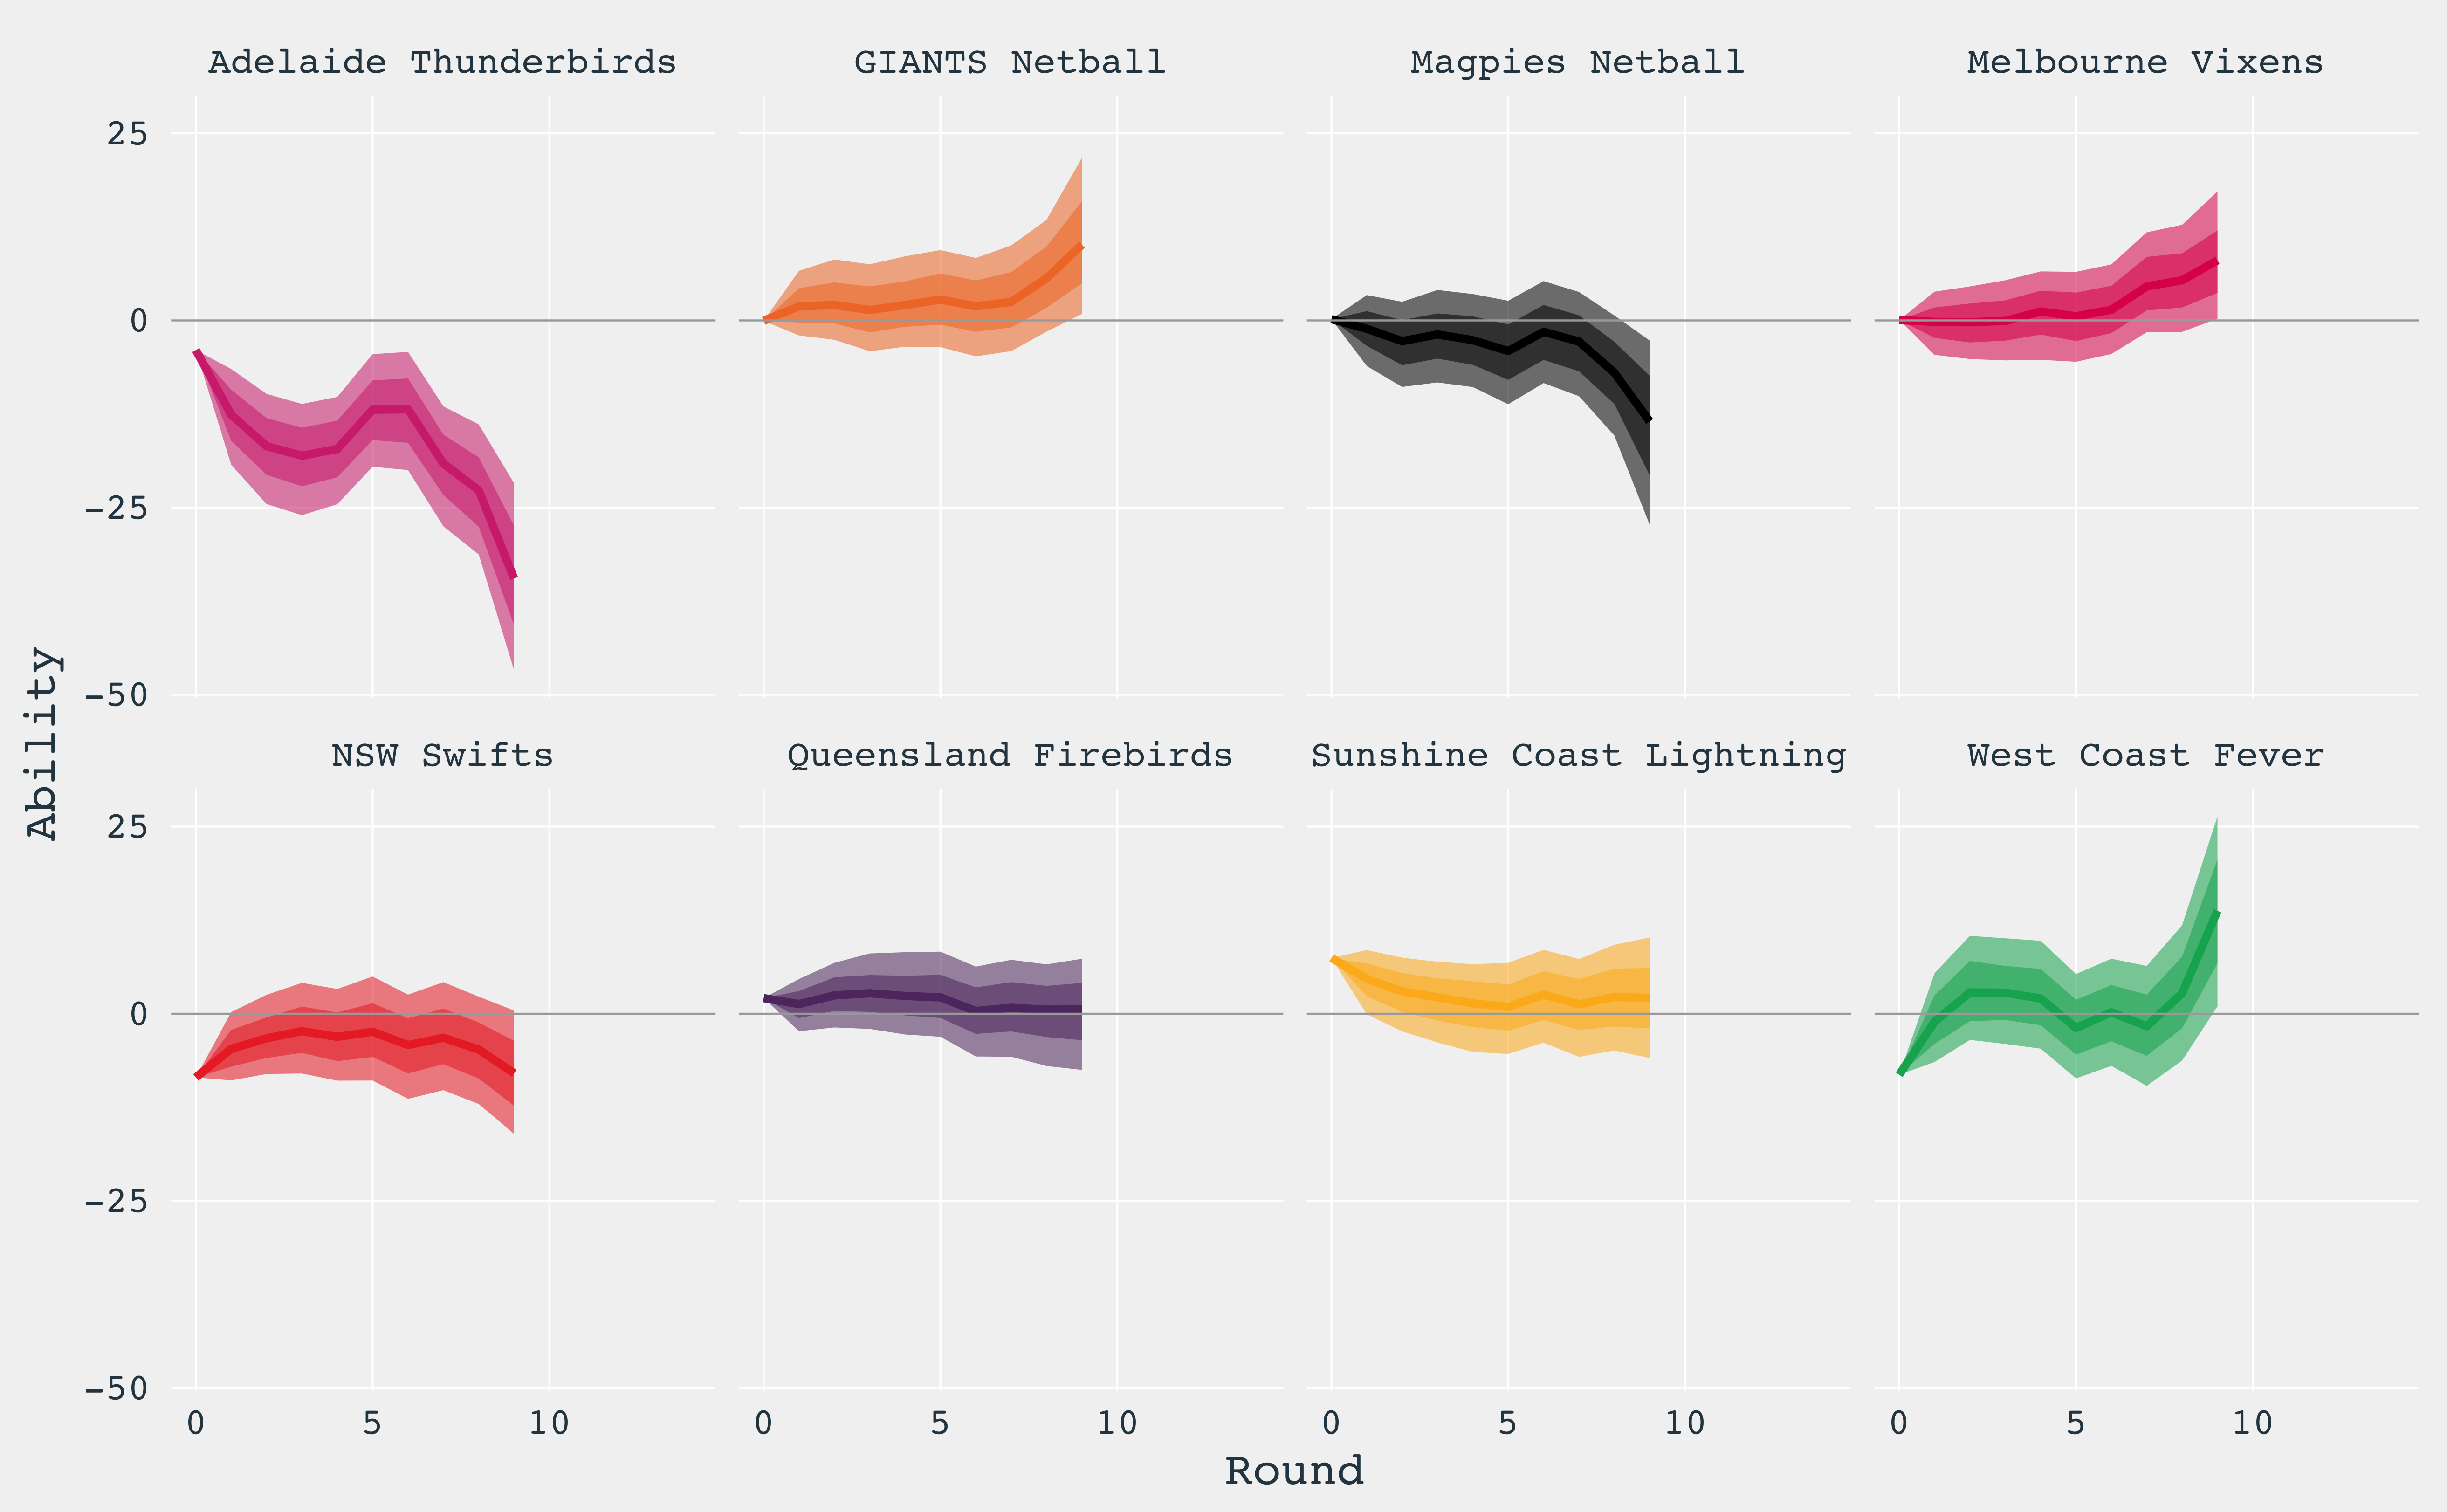 Adelaide Thunderbirds
GIANTS Netball
Magpies Netball
Melbourne Vixens
25
0
-25
-50
Ability
NSW Swifts
Queensland Firebirds
Sunshine Coast Lightning
West Coast Fever
25
0
-25
-50
0 5 10 0 5 10 0 5 10 0 5 10
Round